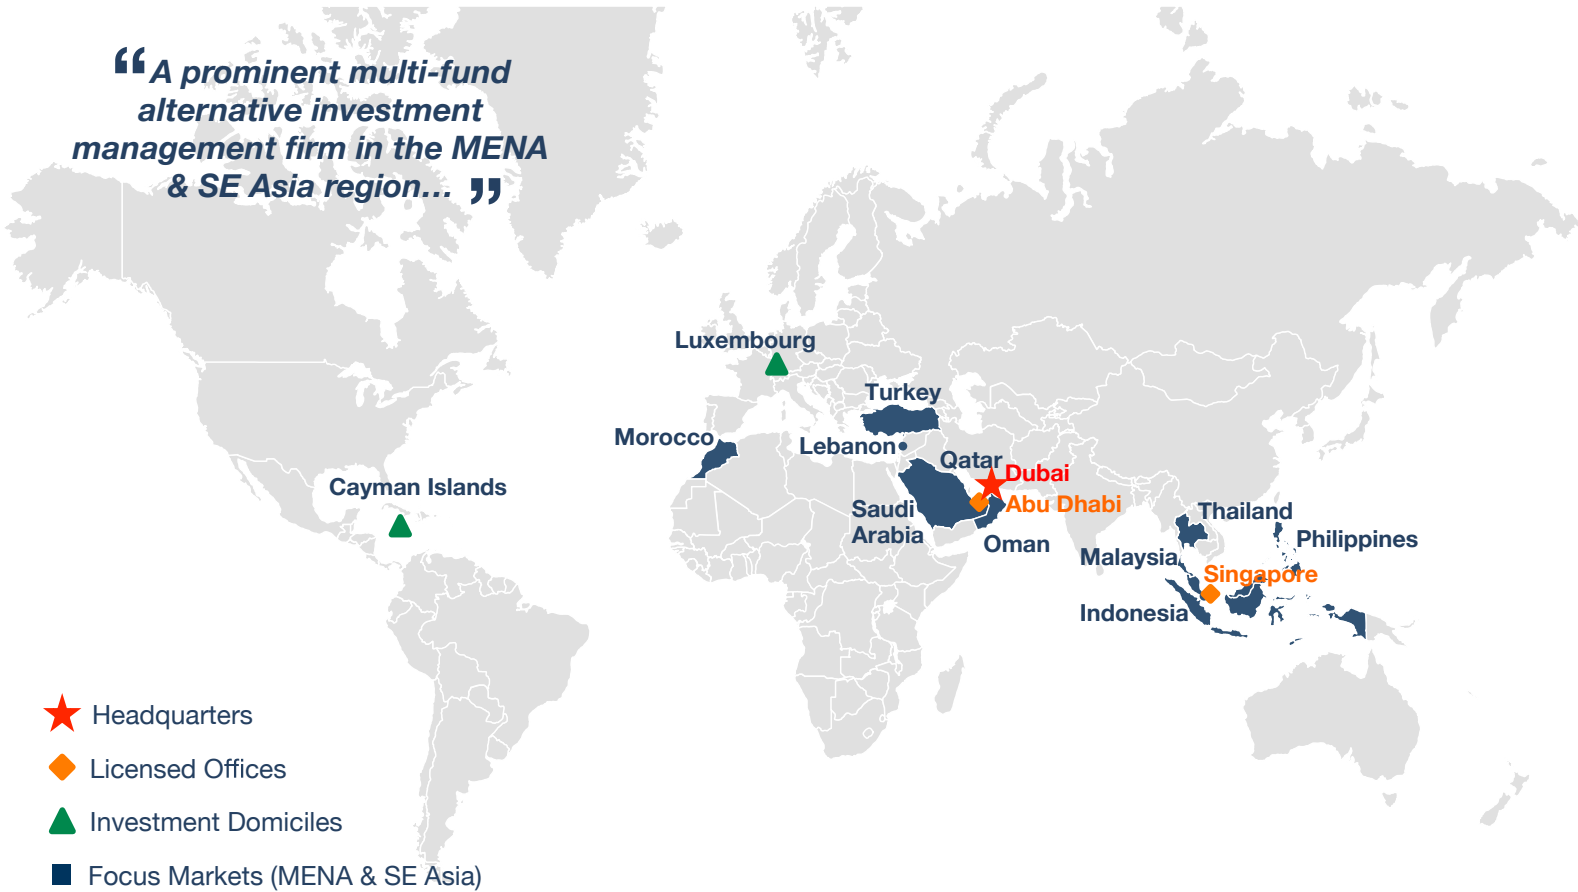 “ A prominent multi-fund
alternative investment
management firm in the MENA
& SE Asia region... ”
Luxembourg
Turkey
Morocco
Lebanon
Qatar
Dubai
Cayman Islands
Abu Dhabi
Saudi
Arabia
Oman
Thailand
Philippines
Malaysia
Singapore
Indonesia
Headquarters
Licensed Offices
Investment Domiciles
Focus Markets (MENA & SE Asia)